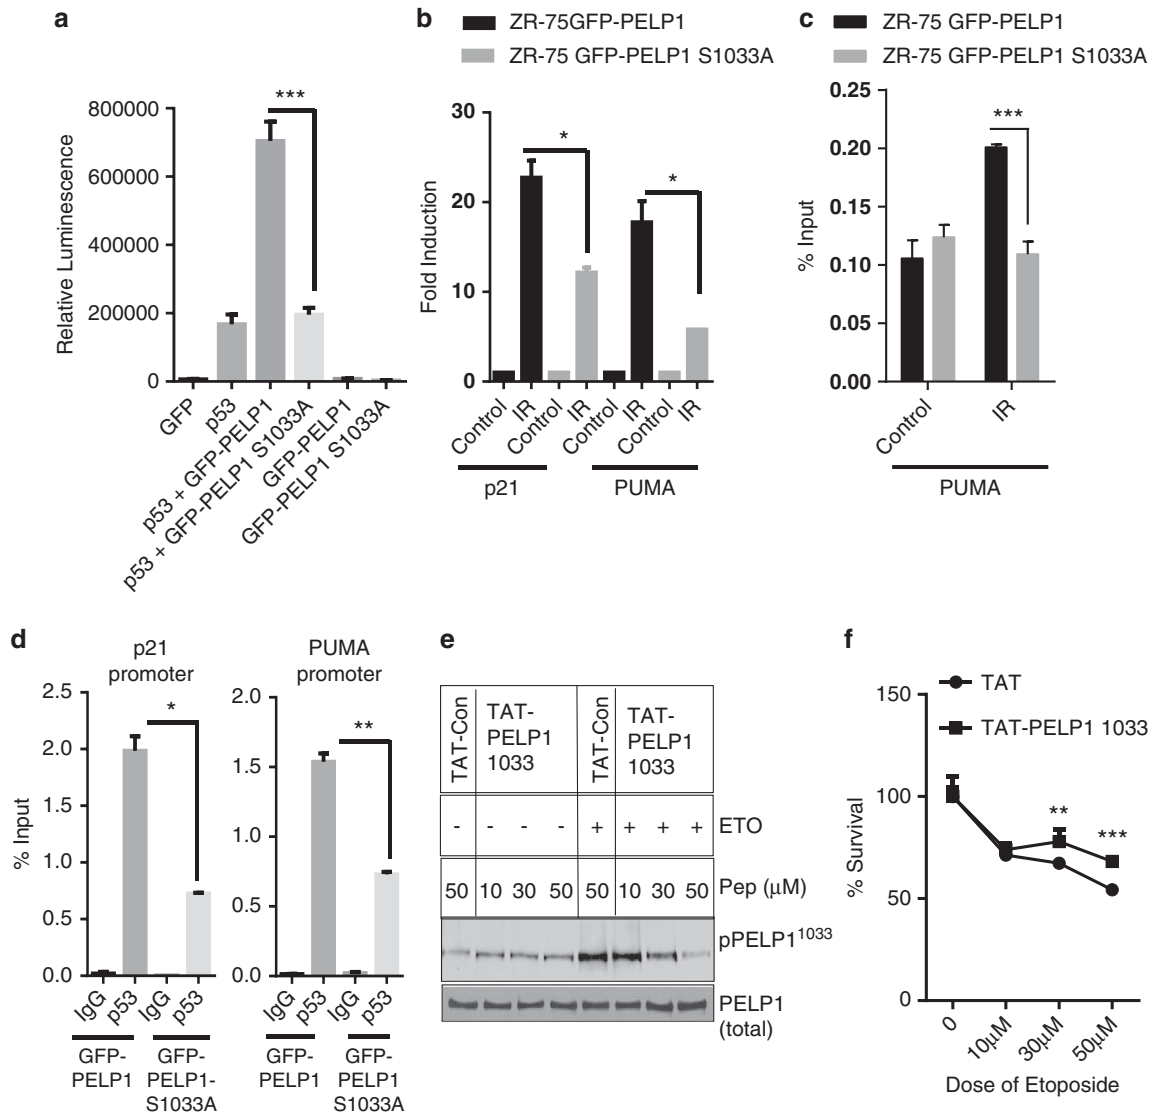 a
***
Relative Luminescence
800000
600000
400000
200000
0
GFP
p53
p53 + GFP-PELP1
p53 + GFP-PELP1 S1033A
GFP-PELP1
GFP-PELP1 S1033A
b
ZR-75GFP-PELP1
ZR-75 GFP-PELP1 S1033A
Fold Induction
30
20
10
0
*
*
Control
IR
Control
IR
Control
IR
Control
IR
p21
PUMA
c
ZR-75 GFP-PELP1
ZR-75 GFP-PELP1 S1033A
% Input
0.25
0.20
0.15
0.10
0.05
0.00
***
Control
IR
PUMA
d
p21
promoter
% Input
2.5
2.0
1.5
1.0
0.5
0.0
*
IgG
p53
IgG
p53
GFP-
PELP1
GFP-
PELP1-
S1033A
PUMA
promoter
2.0
1.5
1.0
0.5
0.0
**
IgG
p53
IgG
p53
GFP-
PELP1
GFP-
PELP1
S1033A
e
TAT-Con
TAT-
PELP1
1033
TAT-Con
TAT-
PELP1
1033
- - - - + + + + ETO
50 10 30 50 50 10 30 50 Pep (μM)
pPELP1¹⁰³³
PELP1
(total)
f
TAT
TAT-PELP1 1033
% Survival
150
100
50
0
**
***
0
10μM
30μM
50μM
Dose of Etoposide